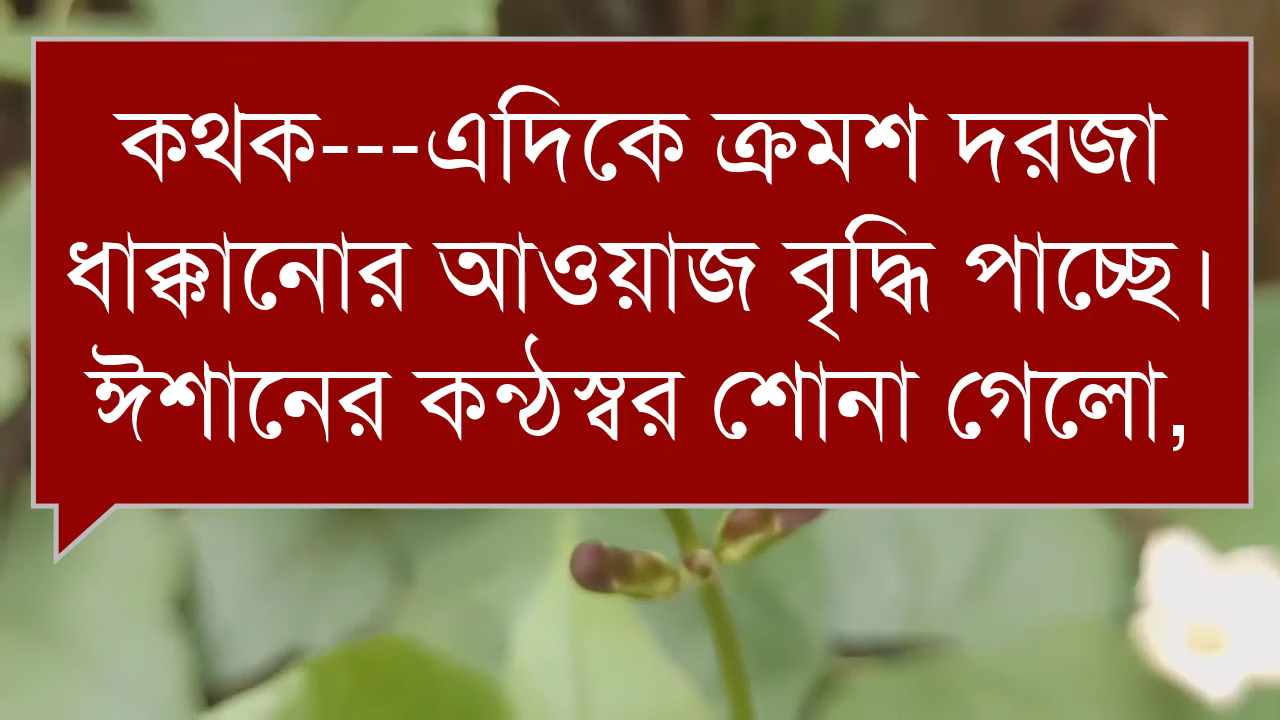 কথক---এদিকে ক্রমশ দরজা
ধাক্কানোর আওয়াজ বৃদ্ধি পাচ্ছে।
ঈশানের কন্ঠস্বর শোনা গেলো,